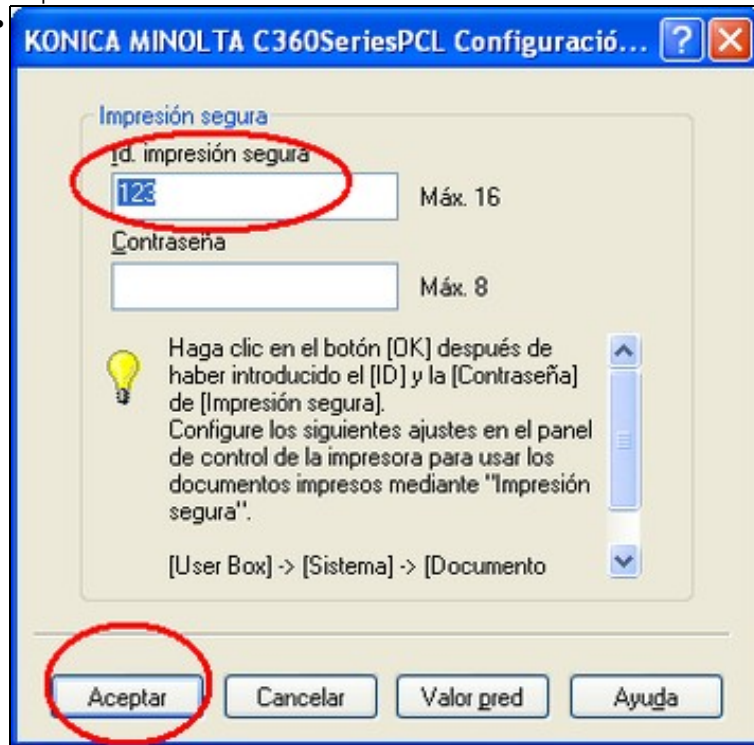 KONICA MINOLTA C360SeriesPCL Configuració...
Impresión segura
Id. impresión segura
123
Máx. 16
Contraseña
Máx. 8
Haga clic en el botón [OK] después de
haber introducido el [ID] y la [Contraseña]
de [Impresión segura].
Configure los siguientes ajustes en el panel
de control de la impresora para usar los
documentos impresos mediante "Impresión
segura".
[User Box] -> [Sistema] -> [Documento
Aceptar
Cancelar
Valor pred
Ayuda